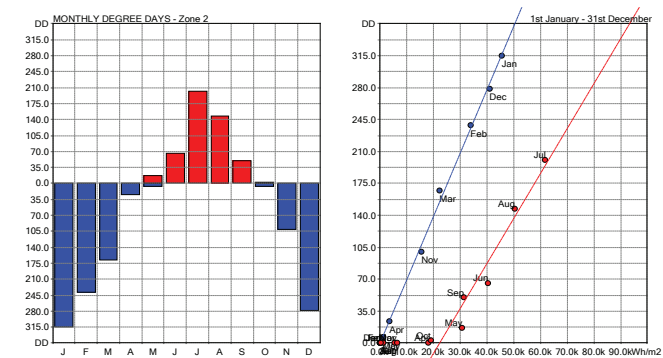 MONTHLY DEGREE DAYS - Zone 2
DD
315.0
280.0
245.0
210.0
175.0
140.0
105.0
70.0
35.0
0.0
35.0
70.0
105.0
140.0
175.0
210.0
245.0
280.0
315.0
DD
J F M A M J J A S O N D
1st January - 31st December
DD
315.0
280.0
245.0
210.0
175.0
140.0
105.0
70.0
35.0
0.0
Jan
Dec
Feb
Jul
Mar
Aug
Nov
Jun
Sep
May
Apr
Oct
20.0k 30.0k 40.0k 50.0k 60.0k 70.0k 80.0k 90.0kWh/m2